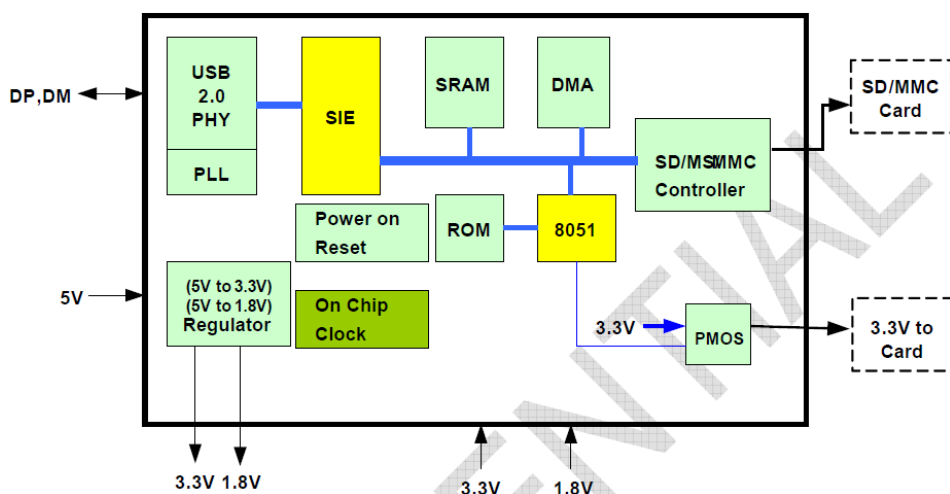 USB
2.0
PHY
PLL
DP,DM
SIE
SRAM
DMA
SD/MMC
Card
SD/MS/MMC
Controller
Power on
Reset
ROM
8051
5V
(5V to 3.3V)
(5V to 1.8V)
Regulator
On Chip
Clock
3.3V
PMOS
3.3V to
Card
3.3V 1.8V
3.3V
1.8V
ENTIAL